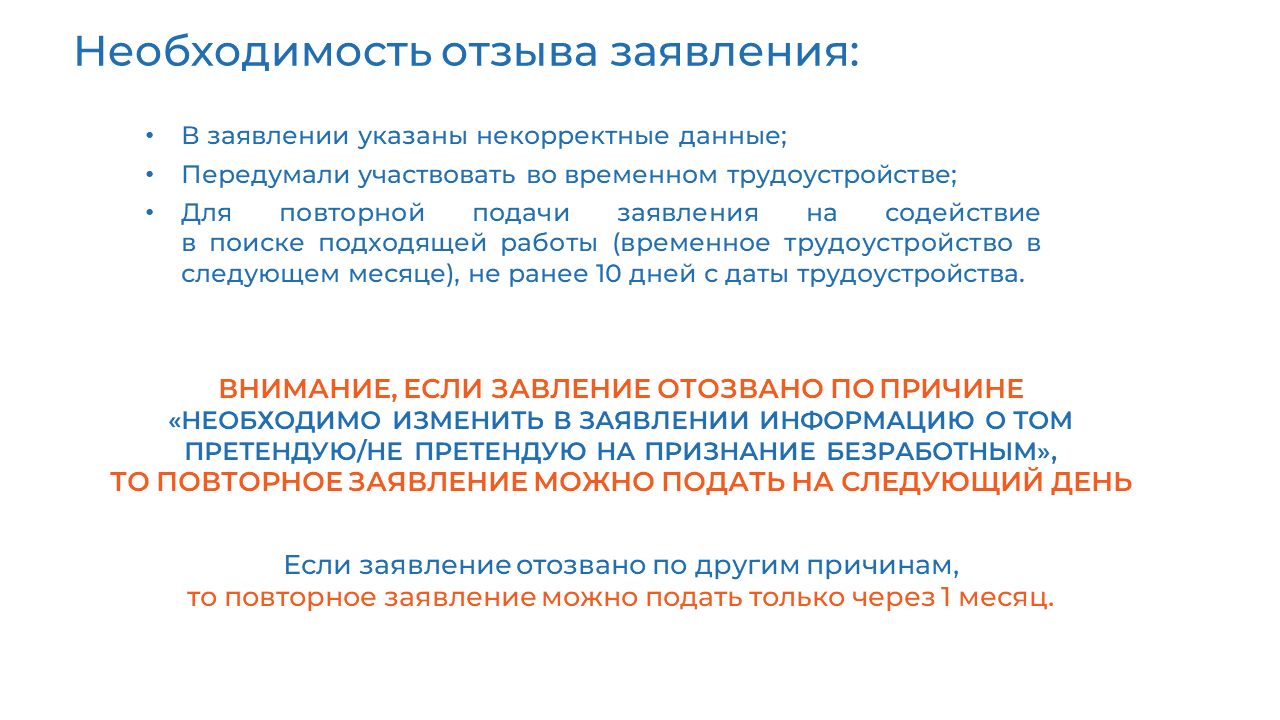 Необходимость отзыва заявления:
• В заявлении указаны некорректные данные;
• Передумали участвовать во временном трудоустройстве;
• Для повторной подачи заявления на содействие
в поиске подходящей работы (временное трудоустройство в
следующем месяце), не ранее 10 дней с даты трудоустройства.
ВНИМАНИЕ, ЕСЛИ ЗАВЛЕНИЕ ОТОЗВАНО ПО ПРИЧИНЕ
«НЕОБХОДИМО ИЗМЕНИТЬ В ЗАЯВЛЕНИИ ИНФОРМАЦИЮ О ТОМ
ПРЕТЕНДУЮ/НЕ ПРЕТЕНДУЮ НА ПРИЗНАНИЕ БЕЗРАБОТНЫМ»,
ТО ПОВТОРНОЕ ЗАЯВЛЕНИЕ МОЖНО ПОДАТЬ НА СЛЕДУЮЩИЙ ДЕНЬ
Если заявление отозвано по другим причинам,
то повторное заявление можно подать только через 1 месяц.